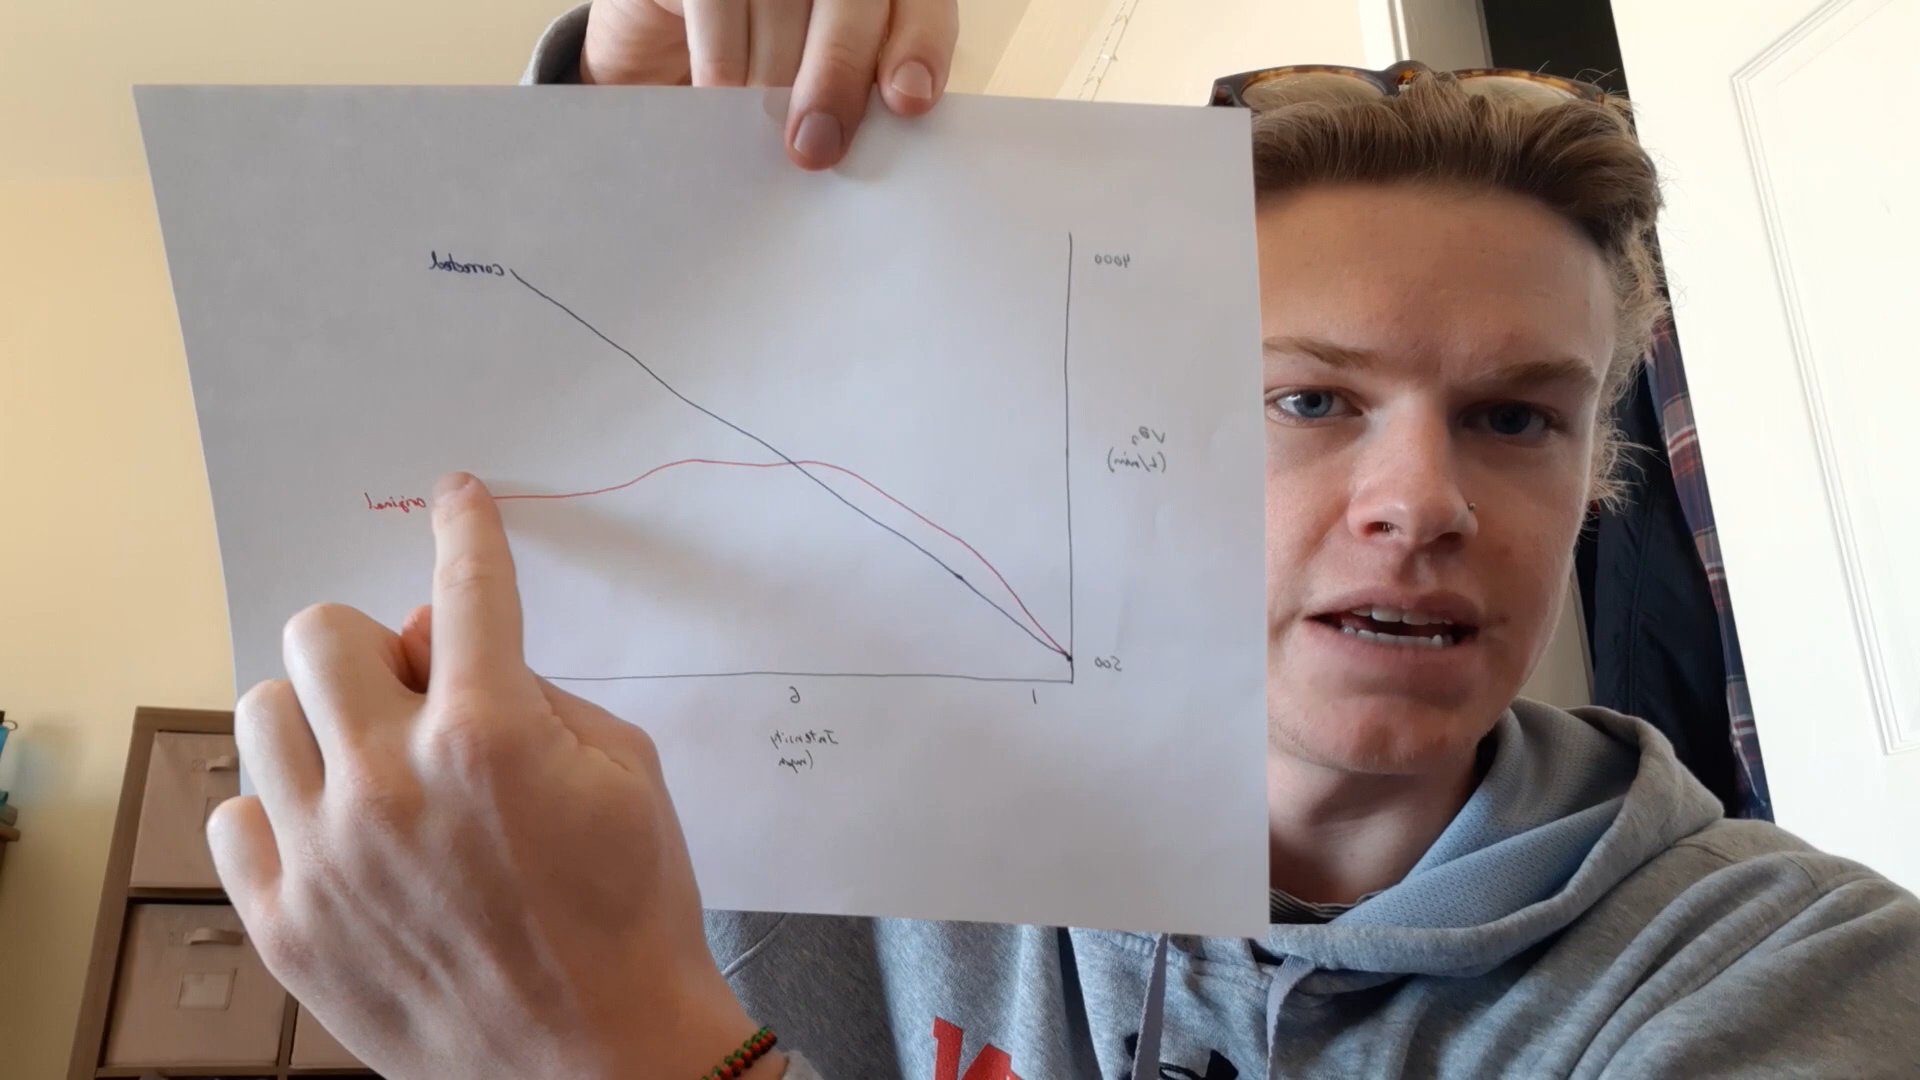 4000
corrected
VO₂
(L/min)
original
500
1 6
Intensity
(mph